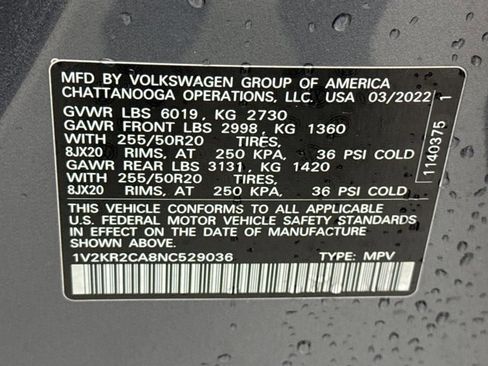 MFD BY VOLKSWAGEN GROUP OF AMERICA
CHATTANOOGA OPERATIONS, LLC. USA 03/2022
GVWR LBS 6019, KG 2730
GAWR FRONT LBS 2998, KG 1360
WITH 255/50R20 TIRES,
8JX20 RIMS, AT 250 KPA, 36 PSI COLD
GAWR REAR LBS 3131, KG 1420
WITH 255/50R20 TIRES,
8JX20 RIMS, AT 250 KPA, 36 PSI COLD
THIS VEHICLE CONFORMS TO ALL APPLICABLE
U.S. FEDERAL MOTOR VEHICLE SAFETY STANDARDS
IN EFFECT ON THE DATE OF MANUFACTURE
SHOWN ABOVE.
1V2KR2CA8NC529036 TYPE: MPV
1140375 1